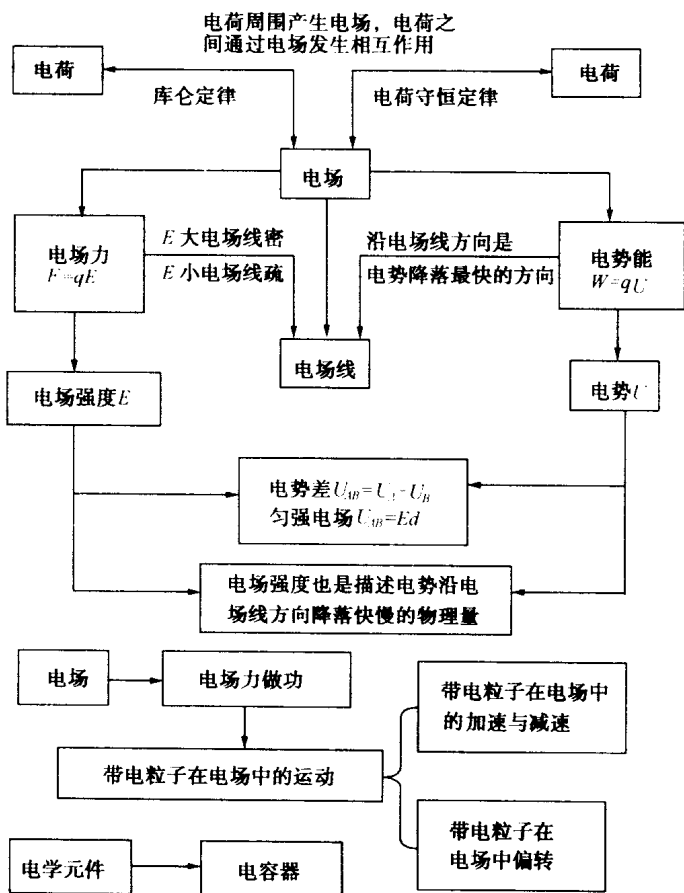 电荷周围产生电场，电荷之
间通过电场发生相互作用
电荷
电荷
库仑定律
电荷守恒定律
电场
电场力
F=qE
E 大电场线密
E 小电场线疏
沿电场线方向是
电势降落最快的方向
电势能
W=qU
电场线
电场强度E
电势U
电势差U_AB=U_A-U_B
匀强电场U_AB=Ed
电场强度也是描述电势沿电
场线方向降落快慢的物理量
电场
电场力做功
带电粒子在电场中
的加速与减速
带电粒子在电场中的运动
带电粒子在
电场中偏转
电学元件
电容器